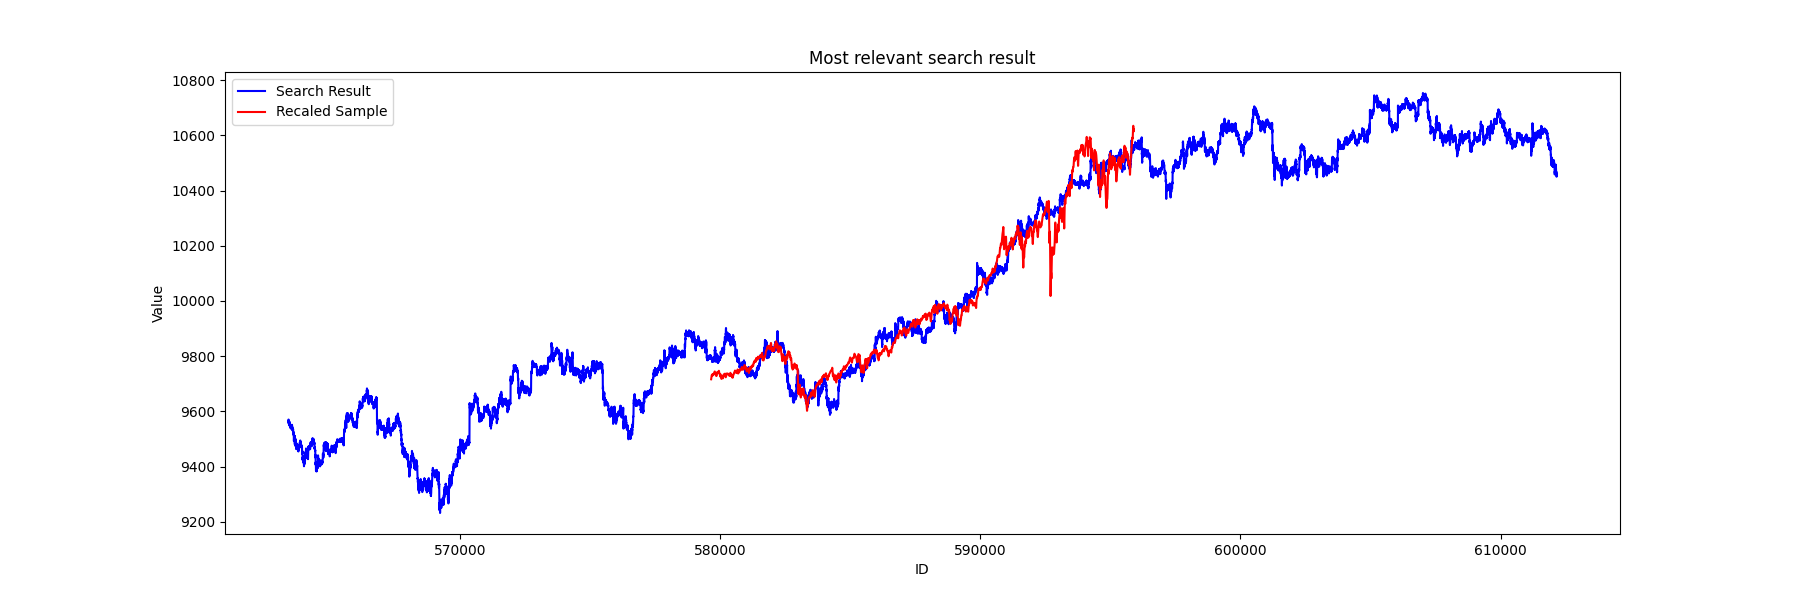 Most relevant search result
Search Result
Recaled Sample
10800
10600
10400
10200
10000
9800
9600
9400
9200
Value
570000
580000
590000
600000
610000
ID